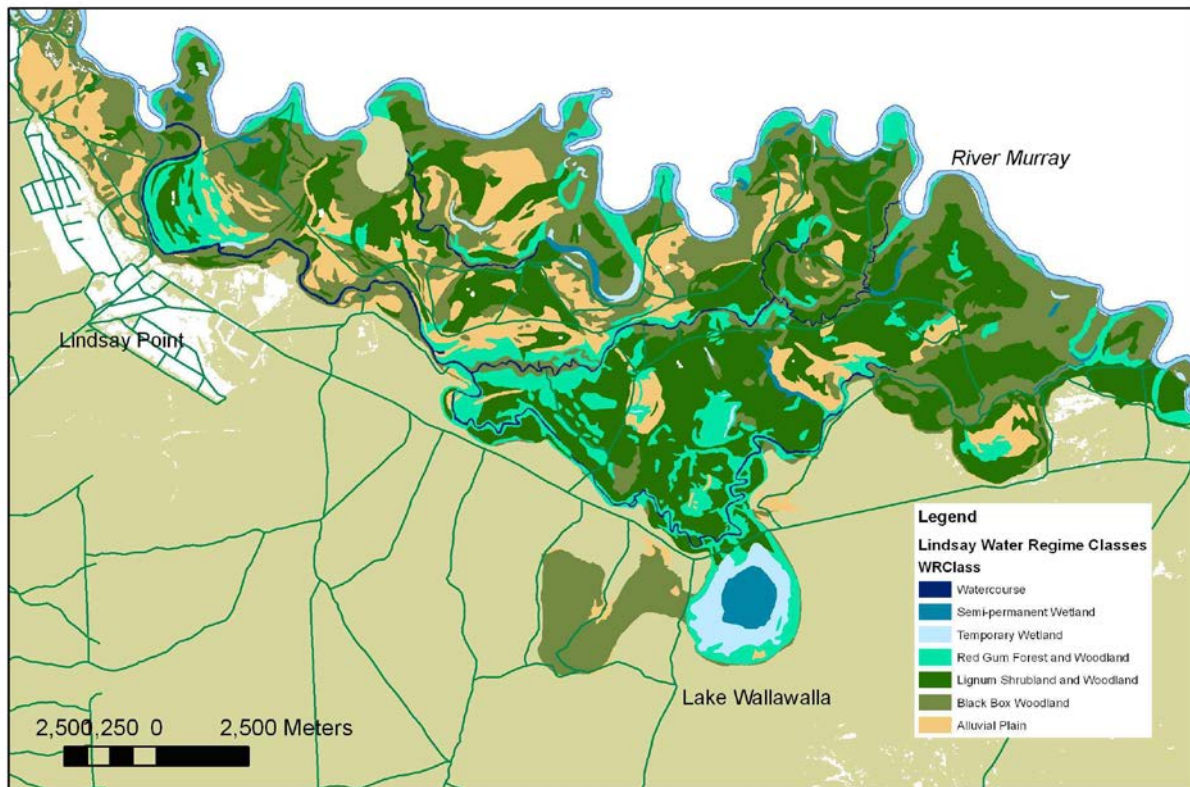 River Murray
Lindsay Point
Legend
Lindsay Water Regime Classes
WRClass
Watercourse
Semi-permanent Wetland
Temporary Wetland
Red Gum Forest and Woodland
Lignum Shrubland and Woodland
Black Box Woodland
Alluvial Plain
Lake Wallawalla
2,500 1,250 0 2,500 Meters